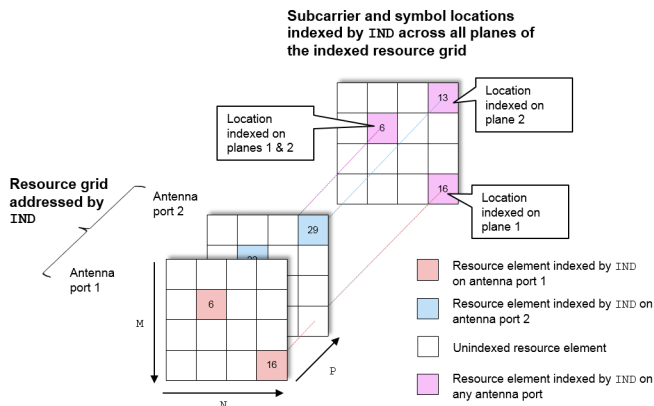 Subcarrier and symbol locations
indexed by IND across all planes of
the indexed resource grid
13
Location
indexed on
plane 2
Location
indexed on
planes 1 & 2
6
16
Location
indexed on
plane 1
Resource grid
addressed by
IND
Antenna
port 2
Antenna
port 1
29
M
6
16
N
P
Resource element indexed by IND
on antenna port 1
Resource element indexed by IND on
antenna port 2
Unindexed resource element
Resource element indexed by IND on
any antenna port